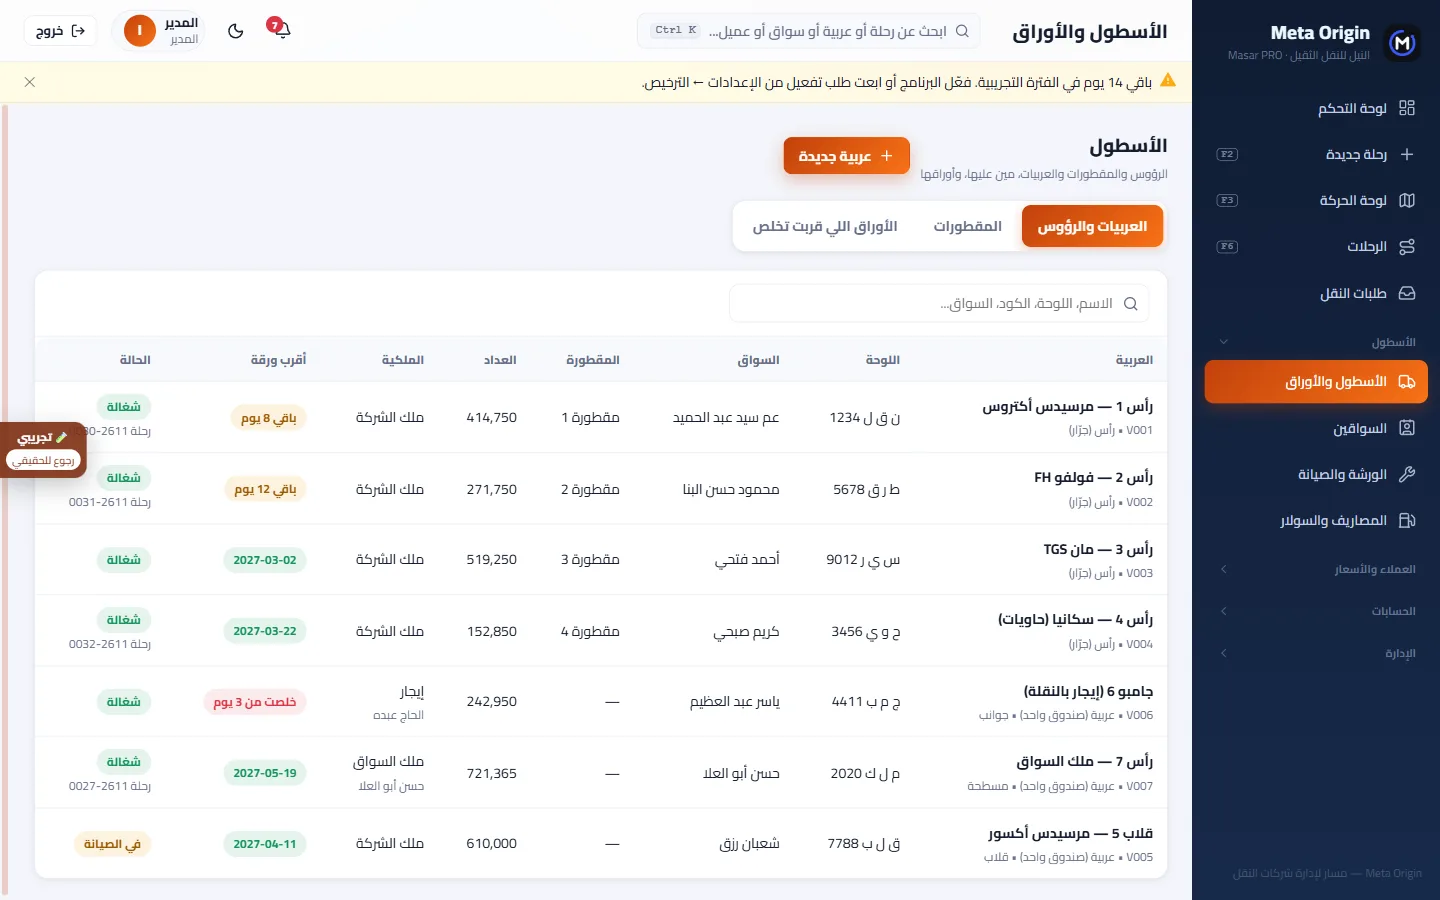 Meta Origin
النيل للنقل الثقيل · Masar PRO
لوحة التحكم
رحلة جديدة
F2
لوحة الحركة
F3
الرحلات
F6
طلبات النقل
الأسطول
الأسطول والأوراق
السواقين
الورشة والصيانة
المصاريف والسولار
العملاء والأسعار
الحسابات
الإدارة
Meta Origin — مسار لإدارة شركات النقل
الأسطول والأوراق
ابحث عن رحلة أو عربية أو سواق أو عميل...
Ctrl K
7
المدير
المدير
ا
خروج
باقي 14 يوم في الفترة التجريبية. فعّل البرنامج أو ابعت طلب تفعيل من الإعدادات ← الترخيص.
الأسطول
الرؤوس والمقطورات والعربيات، مين عليها، وأوراقها
عربية جديدة
العربيات والرؤوس
المقطورات
الأوراق اللي قربت تخلص
الاسم، اللوحة، الكود، السواق...
العربية اللوحة السواق المقطورة العداد الملكية أقرب ورقة الحالة
رأس 1 — مرسيدس أكتروس ن ق ل 1234 عم سيد عبد الحميد مقطورة 1 414,750 ملك الشركة باقي 8 يوم شغالة
V001 • رأس (جرّار)
رأس 2 — فولفو FH ط ر ق 5678 محمود حسن البنا مقطورة 2 271,750 ملك الشركة باقي 12 يوم شغالة
V002 • رأس (جرّار) رحلة 2611-0031
رأس 3 — مان TGS س ي ر 9012 أحمد فتحي مقطورة 3 519,250 ملك الشركة 2027-03-02 شغالة
V003 • رأس (جرّار)
رأس 4 — سكانيا (حاويات) ح و ي 3456 كريم صبحي مقطورة 4 152,850 ملك الشركة 2027-03-22 شغالة
V004 • رأس (جرّار) رحلة 2611-0032
جامبو 6 (إيجار بالنقلة) ج م ب 4411 ياسر عبد العظيم — 242,950 إيجار خلصت من 3 يوم شغالة
V006 • عربية (صندوق واحد) • جوانب الحاج عبده
رأس 7 — ملك السواق م ل ك 2020 حسن أبو العلا — 721,365 ملك السواق 2027-05-19 شغالة
V007 • عربية (صندوق واحد) • مسطحة حسن أبو العلا رحلة 2611-0027
قلاب 5 — مرسيدس أكسور ق ل ب 7788 شعبان رزق — 610,000 ملك الشركة 2027-04-11 في الصيانة
V005 • عربية (صندوق واحد) • قلاب
تجريبي
رجوع للحقيقي